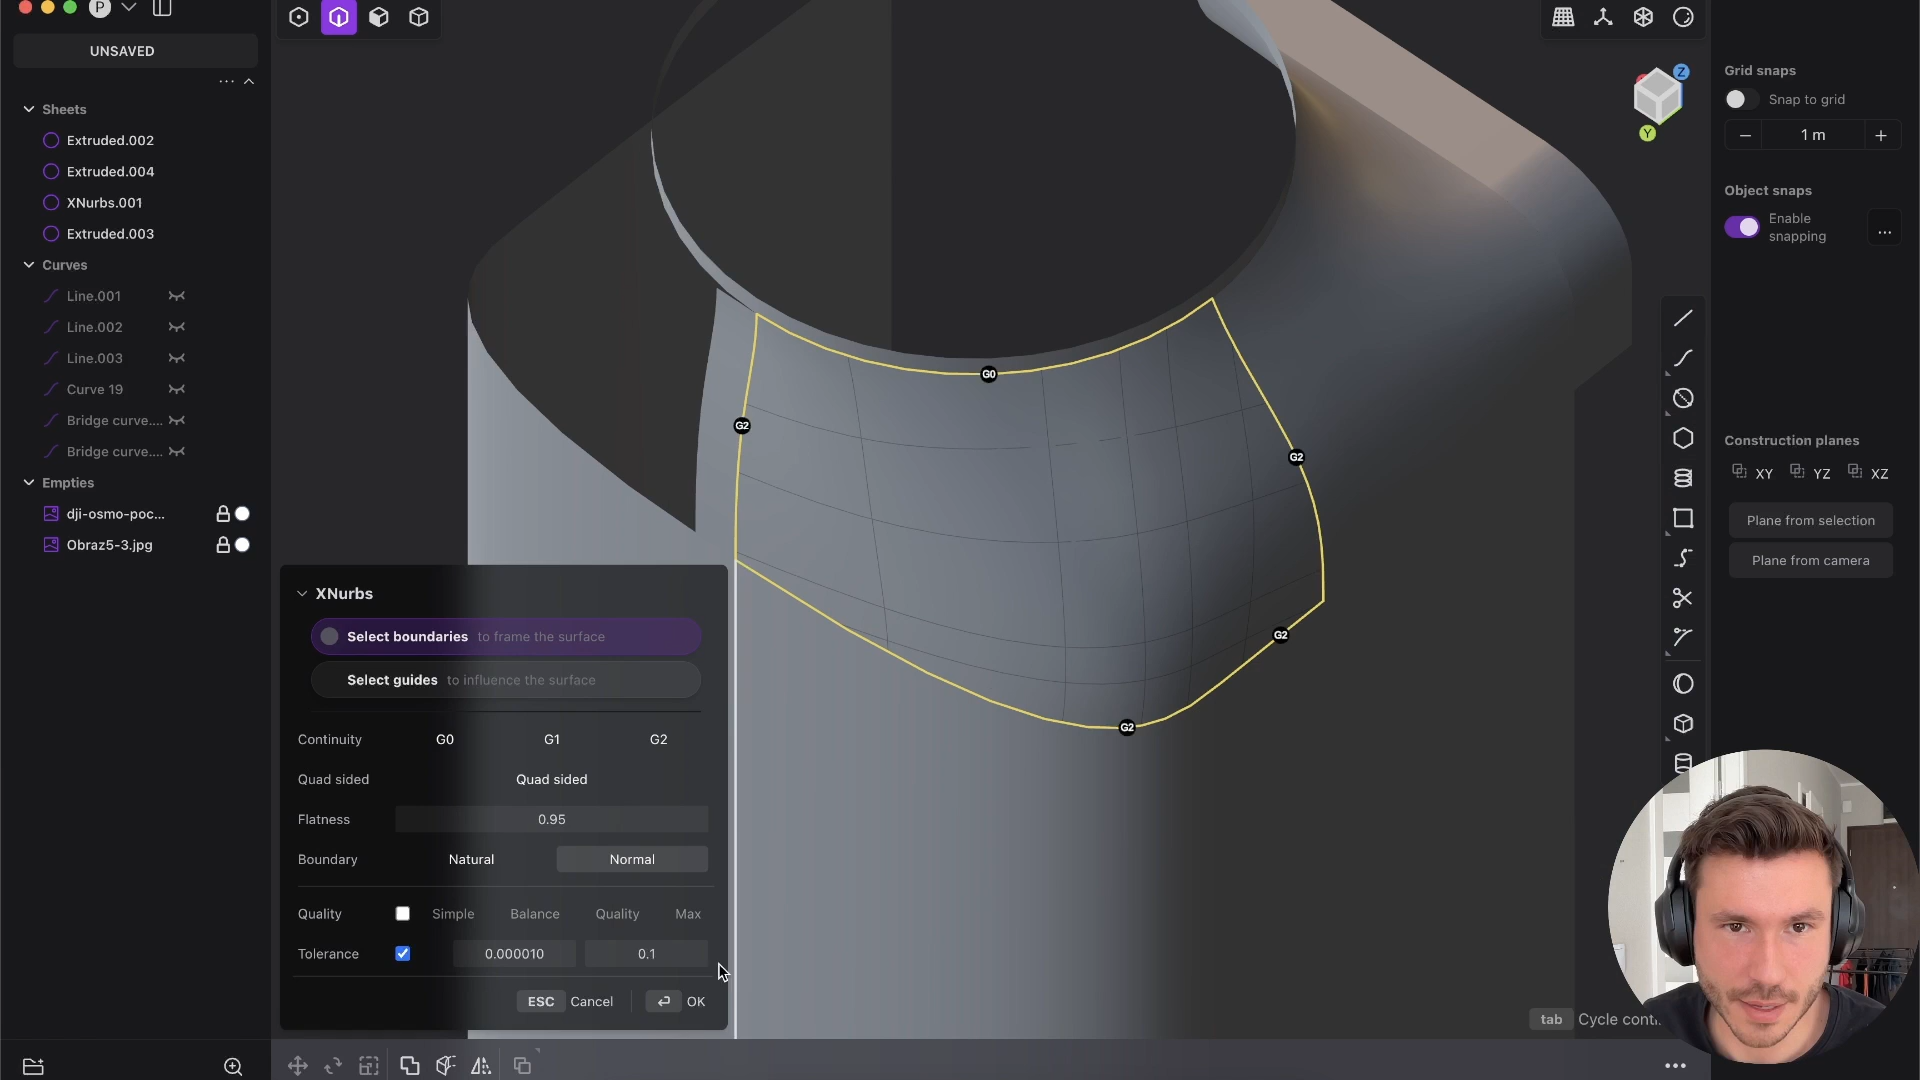 P
UNSAVED
...
Sheets
Extruded.002
Extruded.004
XNurbs.001
Extruded.003
Curves
Line.001
Line.002
Line.003
Curve 19
Bridge curve....
Bridge curve....
Empties
dji-osmo-poc...
Obraz5-3.jpg
G0
G2
G2
G2
G2
XNurbs
Select boundaries to frame the surface
Select guides to influence the surface
Continuity G0 G1 G2
Quad sided Quad sided
Flatness 0.95
Boundary Natural Normal
Quality Simple Balance Quality Max
Tolerance 0.000010 0.1
ESC Cancel OK
Z
Y
Grid snaps
Snap to grid
1 m
Object snaps
Enable
snapping
...
Construction planes
XY YZ XZ
Plane from selection
Plane from camera
tab Cycle cont